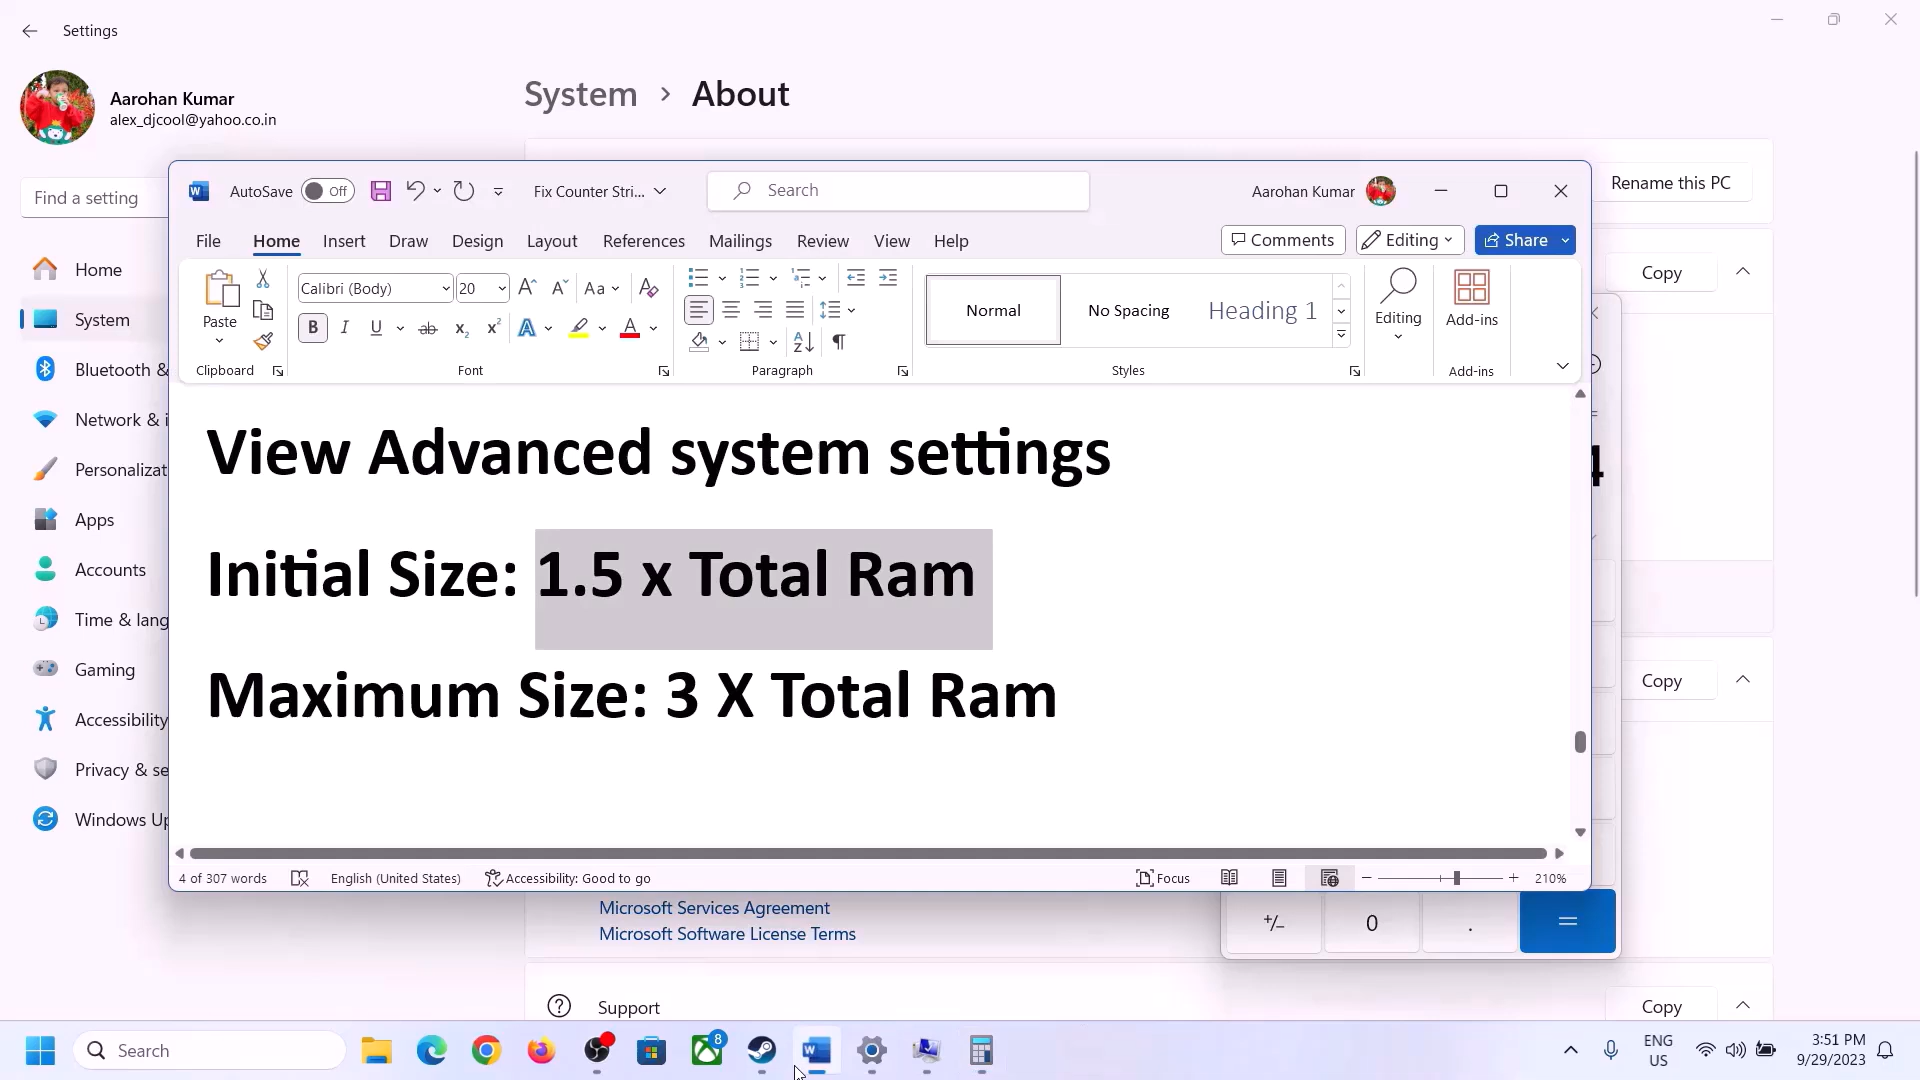 Settings
Aarohan Kumar
alex_djcool@yahoo.co.in
System > About
Find a setting
Home
System
Bluetooth &
Network & i
Personalizat
Apps
Accounts
Time & lang
Gaming
Accessibility
Privacy & se
Windows Up
Rename this PC
Copy
AutoSave Off
Fix Counter Stri...
Search
Aarohan Kumar
File Home Insert Draw Design Layout References Mailings Review View Help
Comments
Editing
Share
Paste
Clipboard
Calibri (Body) 20
Font
Paragraph
Normal
No Spacing
Heading 1
Styles
Editing
Add-ins
Add-ins
View Advanced system settings
Initial Size: 1.5 x Total Ram
Maximum Size: 3 X Total Ram
4 of 307 words
English (United States)
Accessibility: Good to go
Focus
210%
4
Copy
+/- 0 . =
Microsoft Services Agreement
Microsoft Software License Terms
Support
Copy
Search
8
ENG
US
3:51 PM
9/29/2023